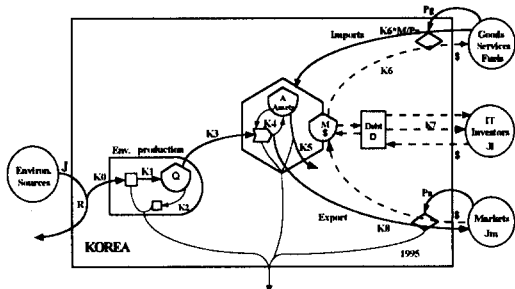 Pg
Goods
Services
Fuels
Imports
K6*M/Pg
$
K6
A
Assets
K4
M
$
Debt
D
K7
IT
Investors
JI
$
K3
K5
Env. production
Environ.
Sources
J
R
K0
K1
Q
K2
Export
K8
Pn
$
Markets
Jm
KOREA
1995